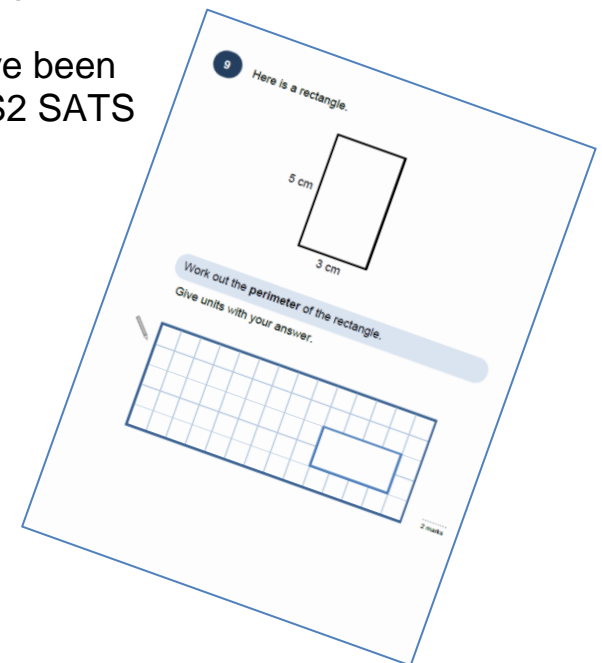 ve been
S2 SATS
9
Here is a rectangle.
5 cm
3 cm
Work out the perimeter of the rectangle.
Give units with your answer.
2 marks